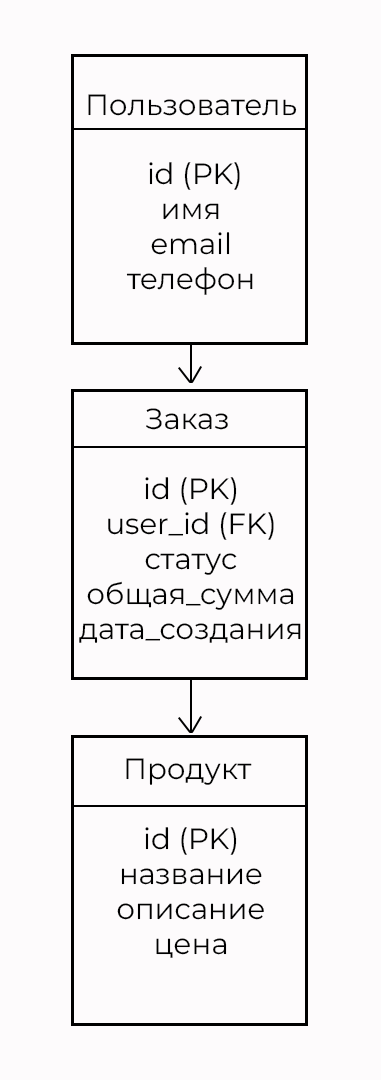 Пользователь
id (PK)
имя
email
телефон
Заказ
id (PK)
user_id (FK)
статус
общая_сумма
дата_создания
Продукт
id (PK)
название
описание
цена